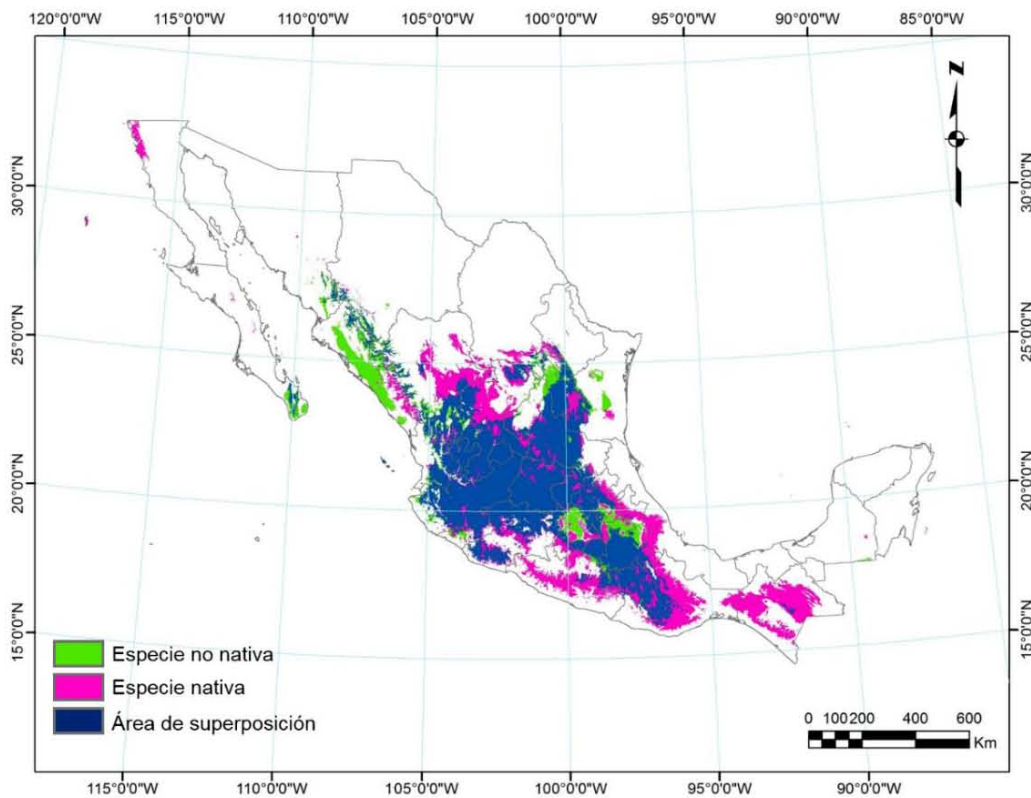 120°0'0"W 115°0'0"W 110°0'0"W 105°0'0"W 100°0'0"W 95°0'0"W 90°0'0"W 85°0'0"W
N
30°0'0"N 30°0'0"N
25°0'0"N 25°0'0"N
20°0'0"N 20°0'0"N
15°0'0"N 15°0'0"N
Especie no nativa
Especie nativa
Área de superposición
0 100 200 400 600
Km
115°0'0"W 110°0'0"W 105°0'0"W 100°0'0"W 95°0'0"W 90°0'0"W